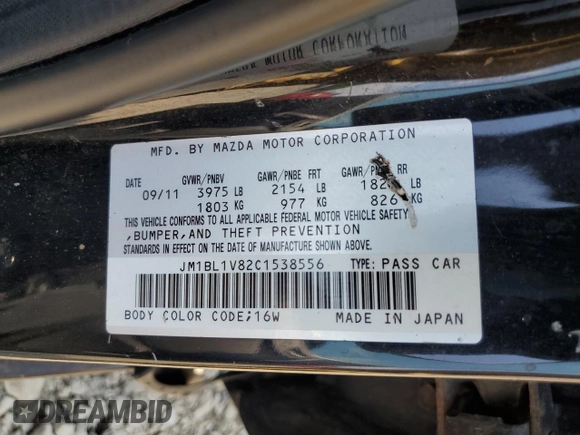 MOTOR CORPORATION
MFD. BY MAZDA MOTOR CORPORATION
DATE GVWR/PNBV GAWR/PNBE FRT GAWR/ RR
09/11 3975 LB 2154 LB LB
1803 KG 977 KG 826 KG
THIS VEHICLE CONFORMS TO ALL APPLICABLE FEDERAL MOTOR VEHICLE SAFETY
,BUMPER,AND THEFT PREVENTION
STANDARDS IN EFFECT ON THE DATE OF MANUFACTURE SHOWN ABOVE.
JM1BL1V82C1538556 TYPE: PASS CAR
BODY COLOR CODE;16W MADE IN JAPAN
DREAMBID